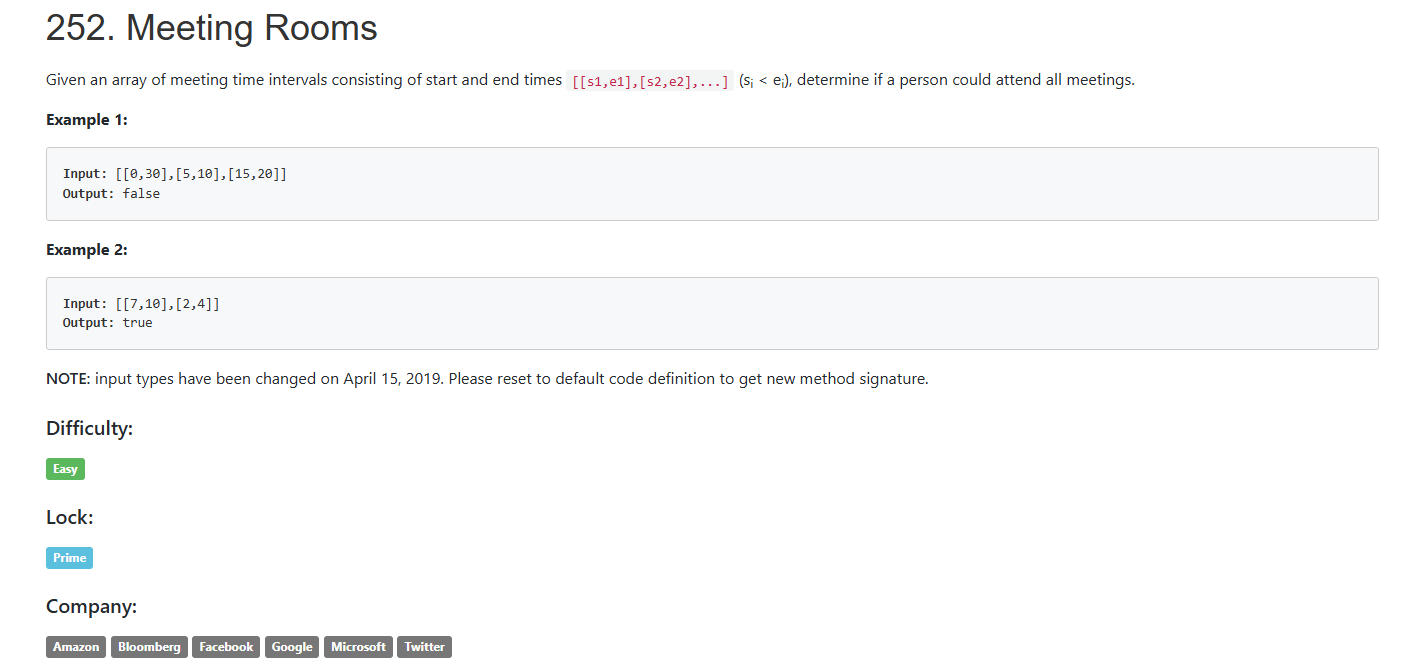 252. Meeting Rooms
Given an array of meeting time intervals consisting of start and end times [[s1,e1],[s2,e2],...] (si < ei), determine if a person could attend all meetings.
Example 1:
Input: [[0,30],[5,10],[15,20]]
Output: false
Example 2:
Input: [[7,10],[2,4]]
Output: true
NOTE: input types have been changed on April 15, 2019. Please reset to default code definition to get new method signature.
Difficulty:
Easy
Lock:
Prime
Company:
Amazon Bloomberg Facebook Google Microsoft Twitter